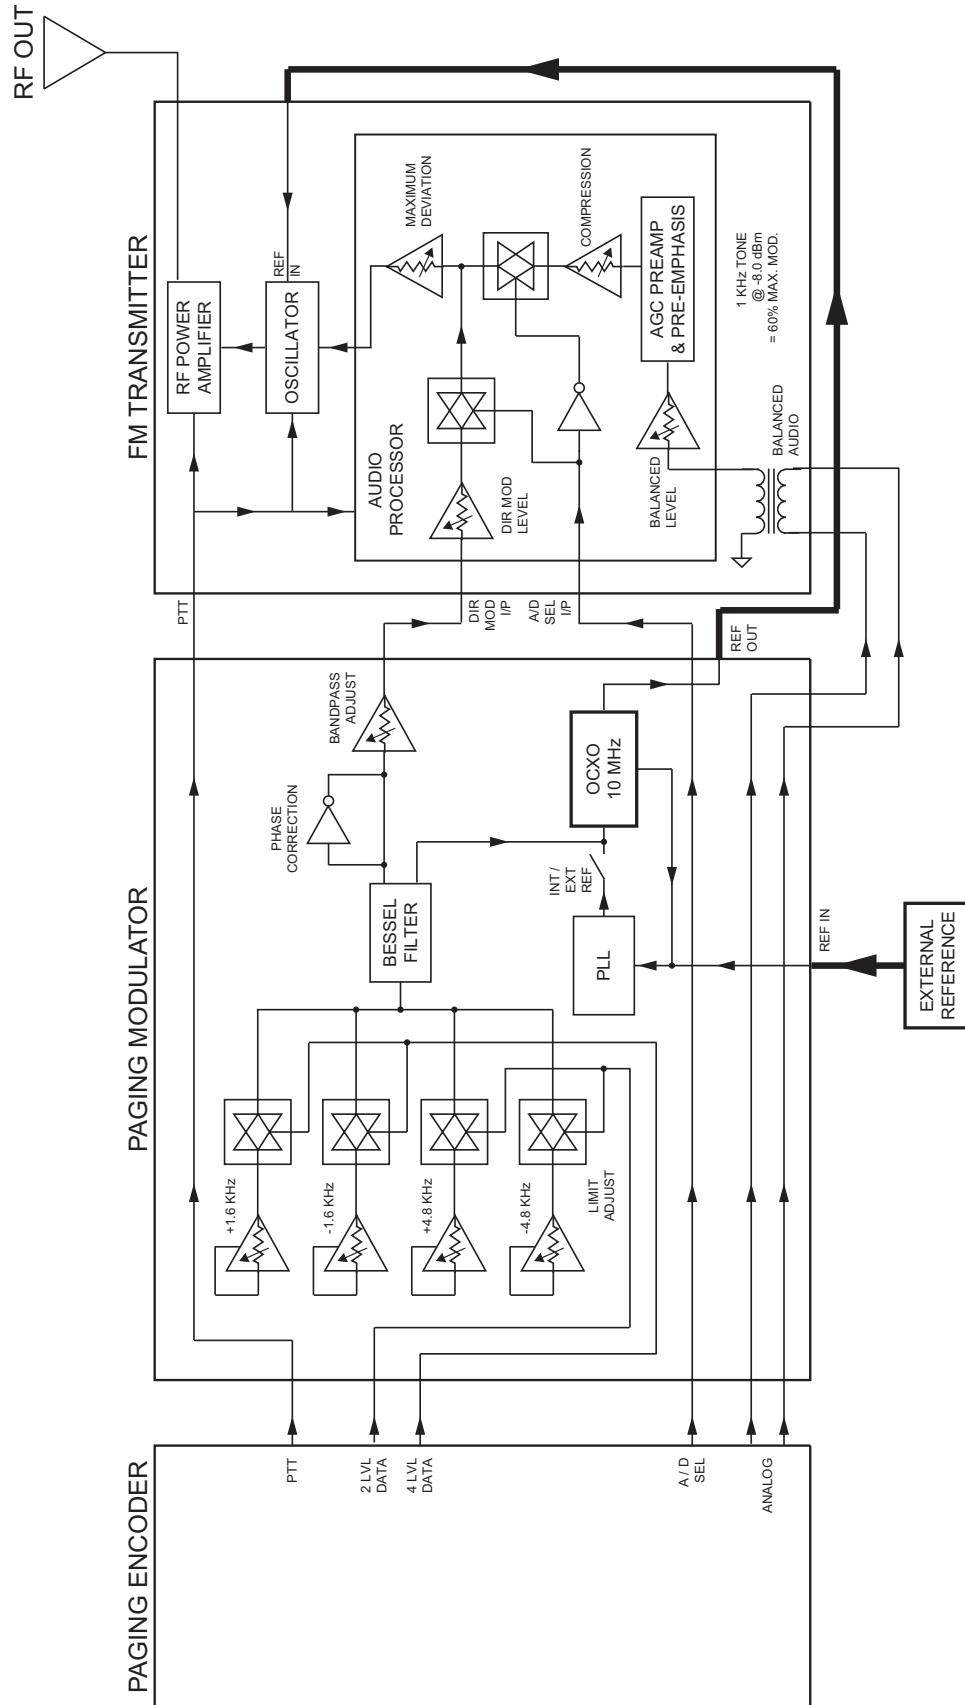 PAGING ENCODER
PTT
2 LVL
DATA
4 LVL
DATA
A / D
SEL
ANALOG
PAGING MODULATOR
+1.6 KHz
-1.6 KHz
+4.8 KHz
-4.8 KHz
LIMIT
ADJUST
BESSEL
FILTER
PHASE
CORRECTION
BANDPASS
ADJUST
PLL
INT /
EXT
REF
OCXO
10 MHz
REF IN
EXTERNAL
REFERENCE
REF
OUT
PTT
DIR
MOD
I/P
A/D
SEL
I/P
FM TRANSMITTER
RF POWER
AMPLIFIER
OSCILLATOR
REF
IN
AUDIO
PROCESSOR
DIR MOD
LEVEL
MAXIMUM
DEVIATION
COMPRESSION
BALANCED
LEVEL
AGC PREAMP
& PRE-EMPHASIS
1 KHz TONE
@ -8.0 dBm
= 60% MAX. MOD.
BALANCED
AUDIO
RF OUT